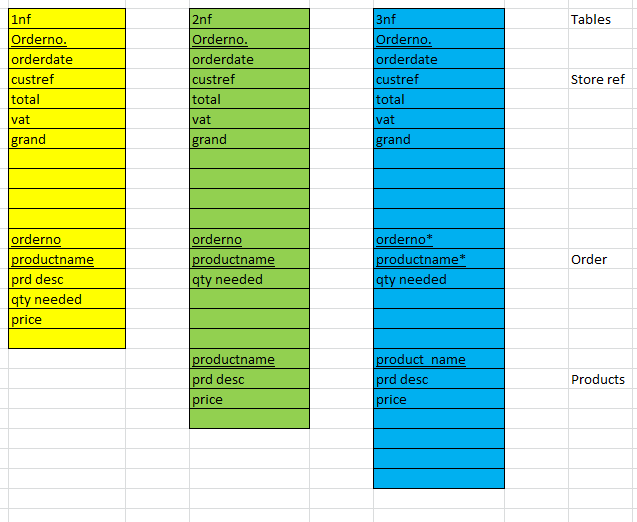 1nf 2nf 3nf Tables
Orderno. Orderno. Orderno.
orderdate orderdate orderdate
custref custref custref Store ref
total total total
vat vat vat
grand grand grand
orderno orderno orderno*
productname productname productname* Order
prd desc qty needed qty needed
qty needed
price
productname product_name
prd desc prd desc Products
price price